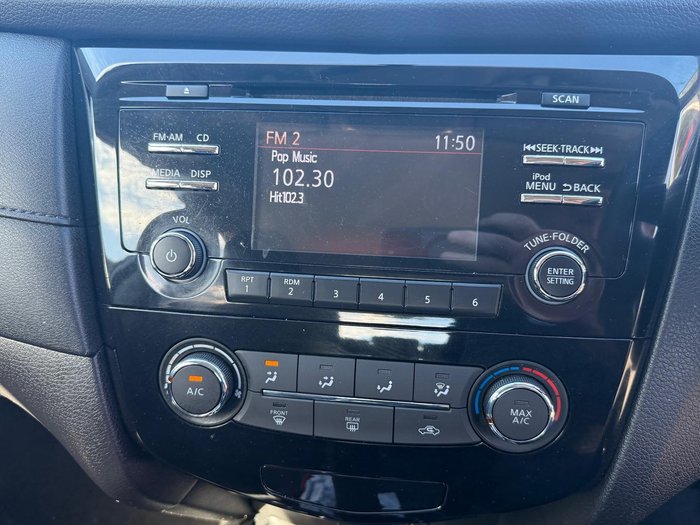 SCAN
FM·AM CD
MEDIA DISP
VOL
FM 2 11:50
Pop Music
102.30
Hit102.3
SEEK·TRACK
iPod
MENU BACK
TUNE·FOLDER
ENTER
SETTING
RPT
1
RDM
2
3
4
5
6
A/C
FRONT
REAR
MAX
A/C